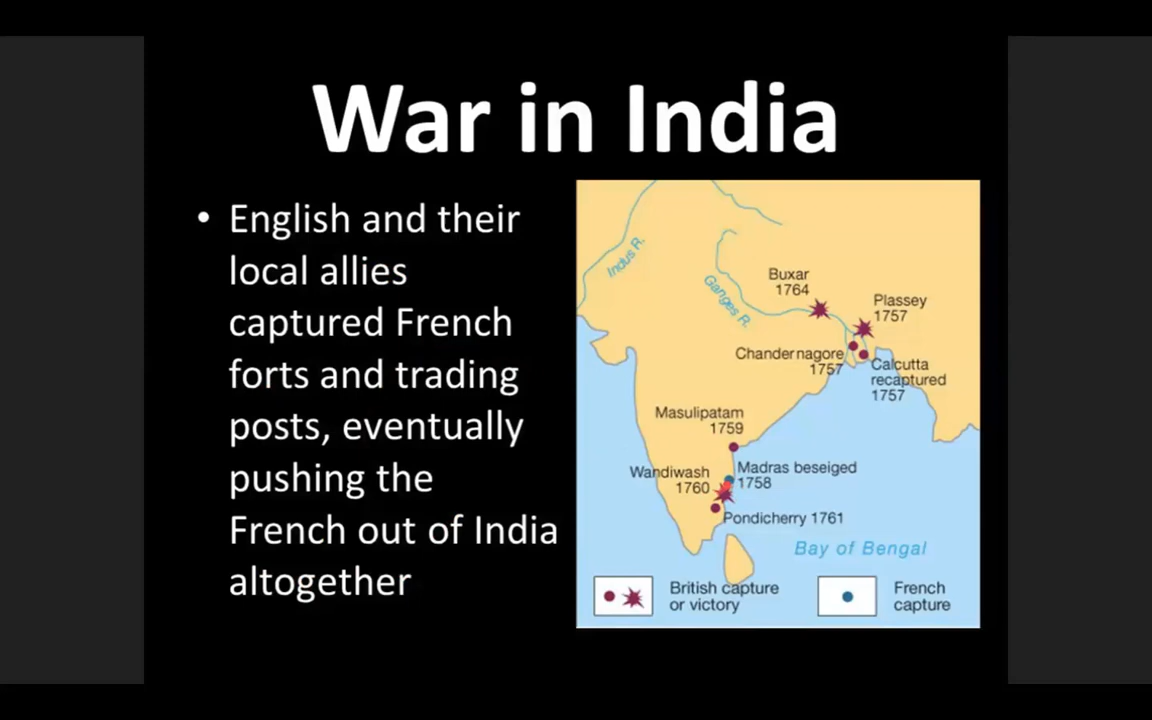 War in India
• English and their
local allies
captured French
forts and trading
posts, eventually
pushing the
French out of India
altogether
Indus R.
Ganges R.
Buxar
1764
Plassey
1757
Chandernagore
1757
Calcutta
recaptured
1757
Masulipatam
1759
Wandiwash
1760
Madras beseiged
1758
Pondicherry 1761
Bay of Bengal
British capture
or victory
French
capture